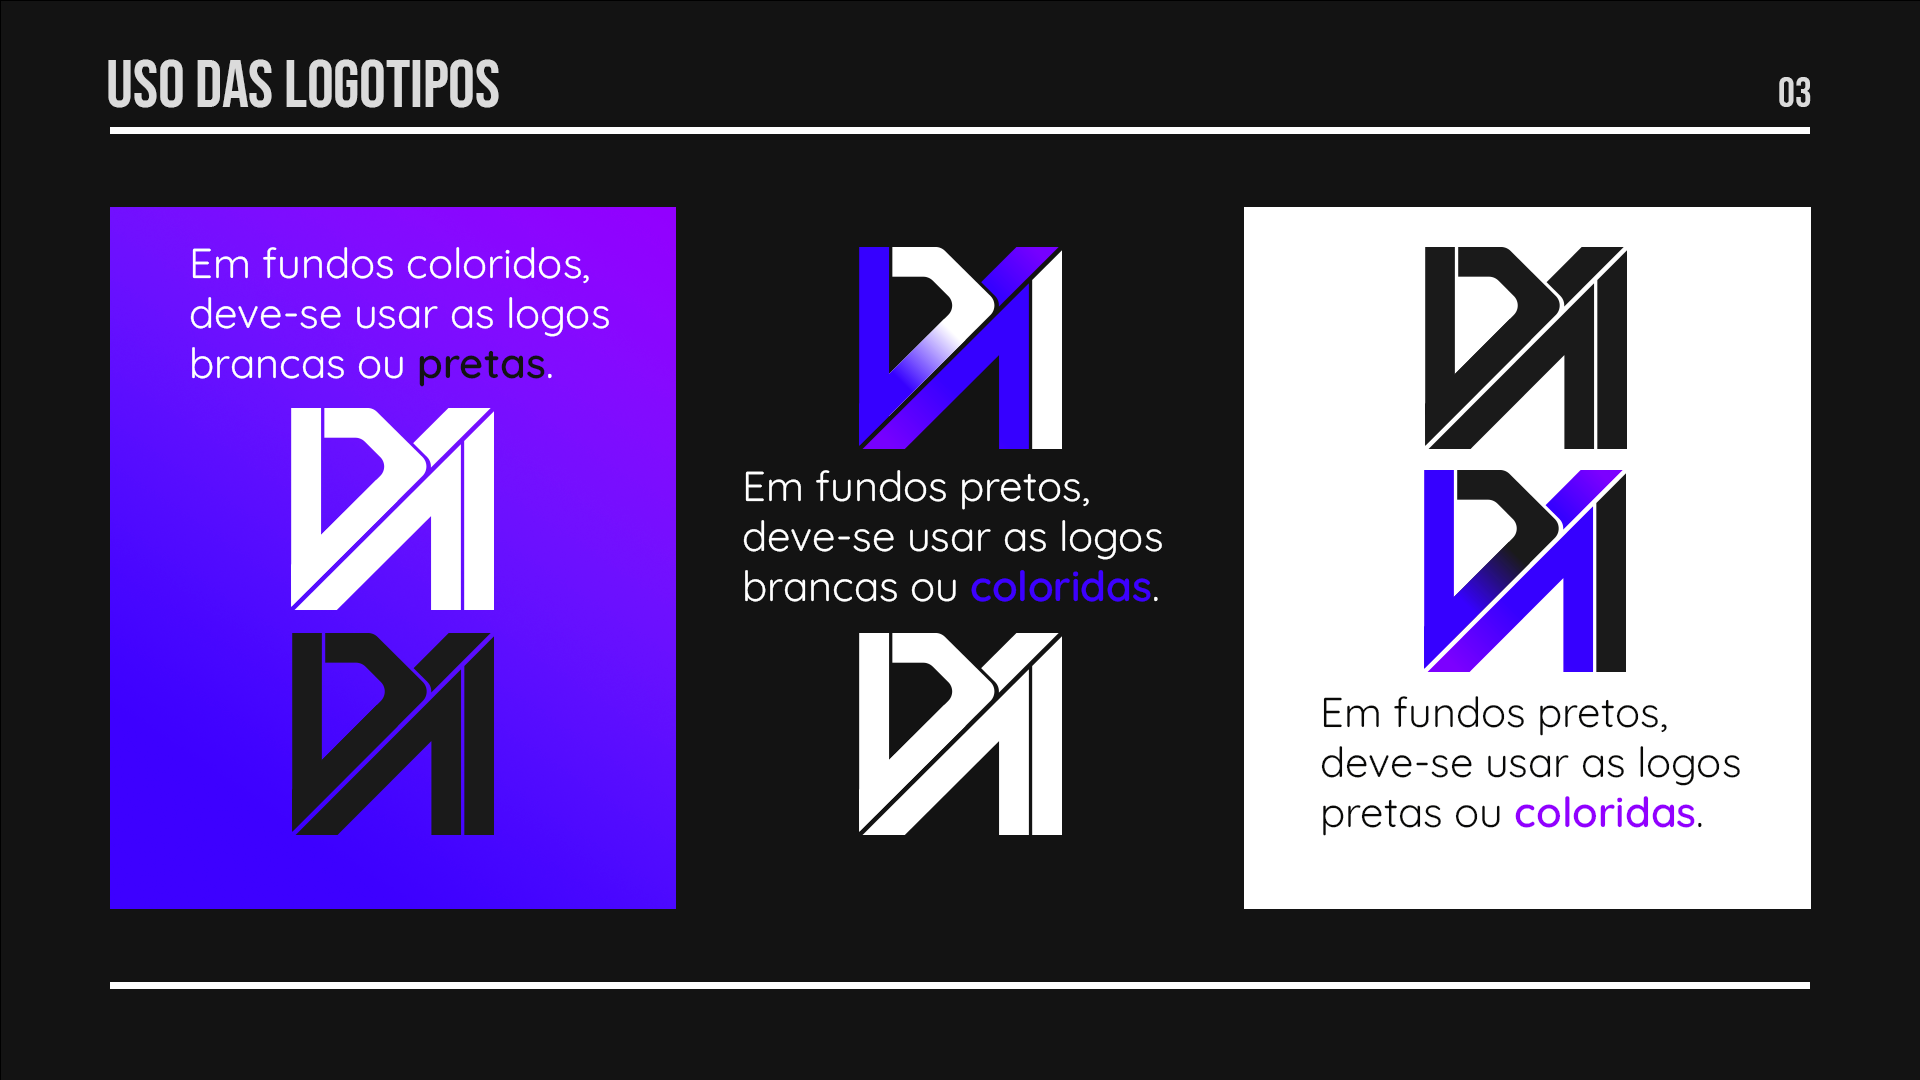 USO DAS LOGOTIPOS
03
Em fundos coloridos,
deve-se usar as logos
brancas ou pretas.
Em fundos pretos,
deve-se usar as logos
brancas ou coloridas.
Em fundos pretos,
deve-se usar as logos
pretas ou coloridas.